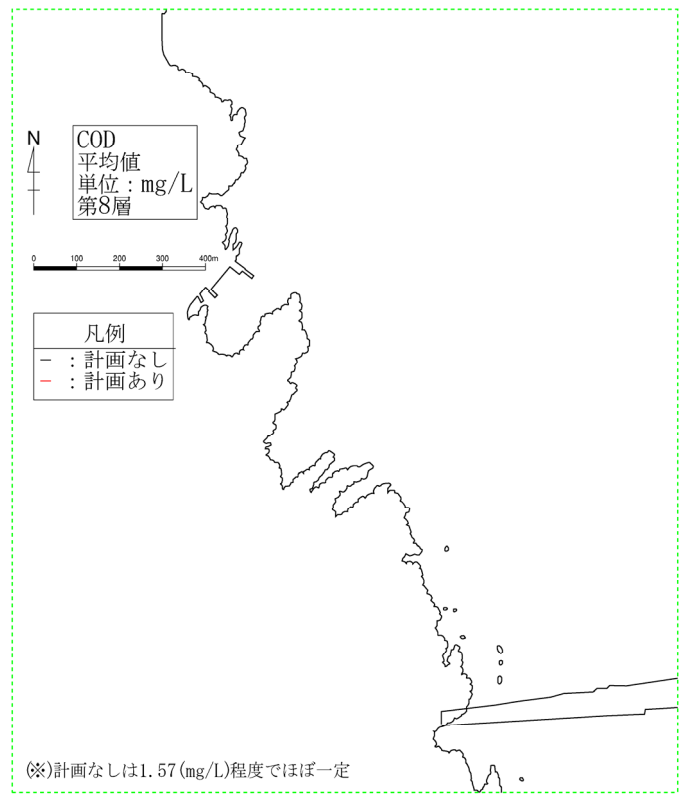 N
COD
平均値
単位：mg/L
第8層
0 100 200 300 400m
凡例
－ ：計画なし
－ ：計画あり
(※)計画なしは1.57(mg/L)程度でほぼ一定